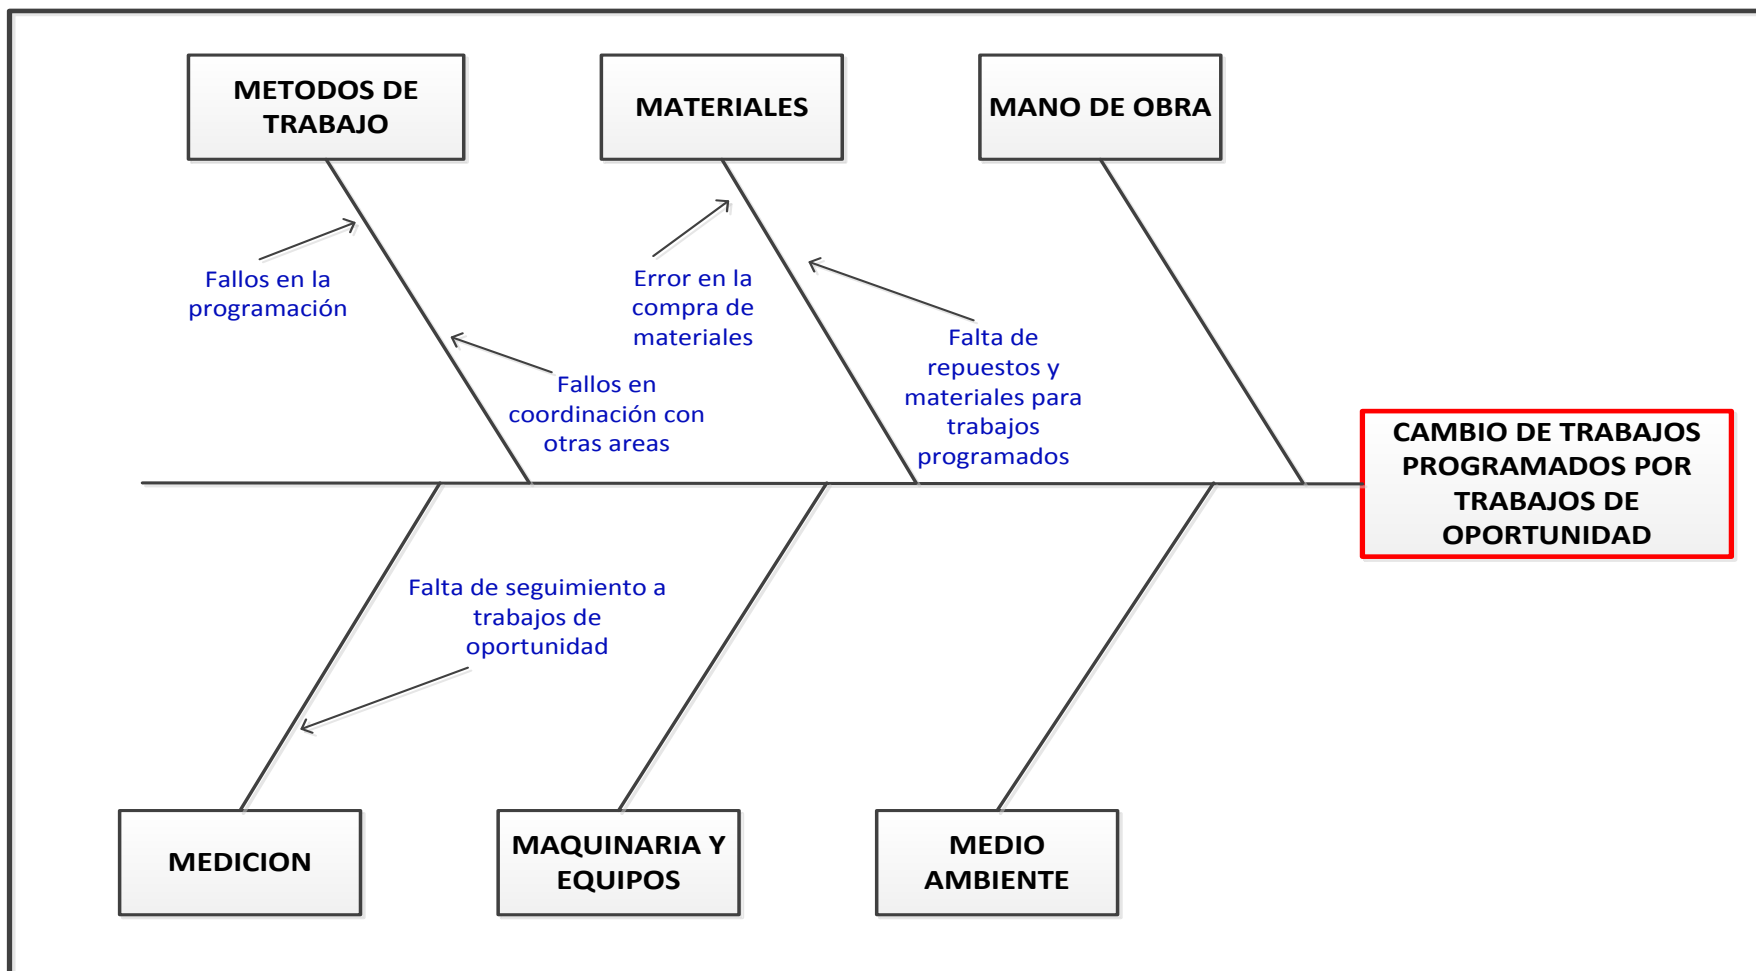 METODOS DE
TRABAJO
MATERIALES
MANO DE OBRA
Fallos en la
programación
Error en la
compra de
materiales
Falta de
repuestos y
materiales para
trabajos
programados
Fallos en
coordinación con
otras areas
CAMBIO DE TRABAJOS
PROGRAMADOS POR
TRABAJOS DE
OPORTUNIDAD
Falta de seguimiento a
trabajos de
oportunidad
MEDICION
MAQUINARIA Y
EQUIPOS
MEDIO
AMBIENTE